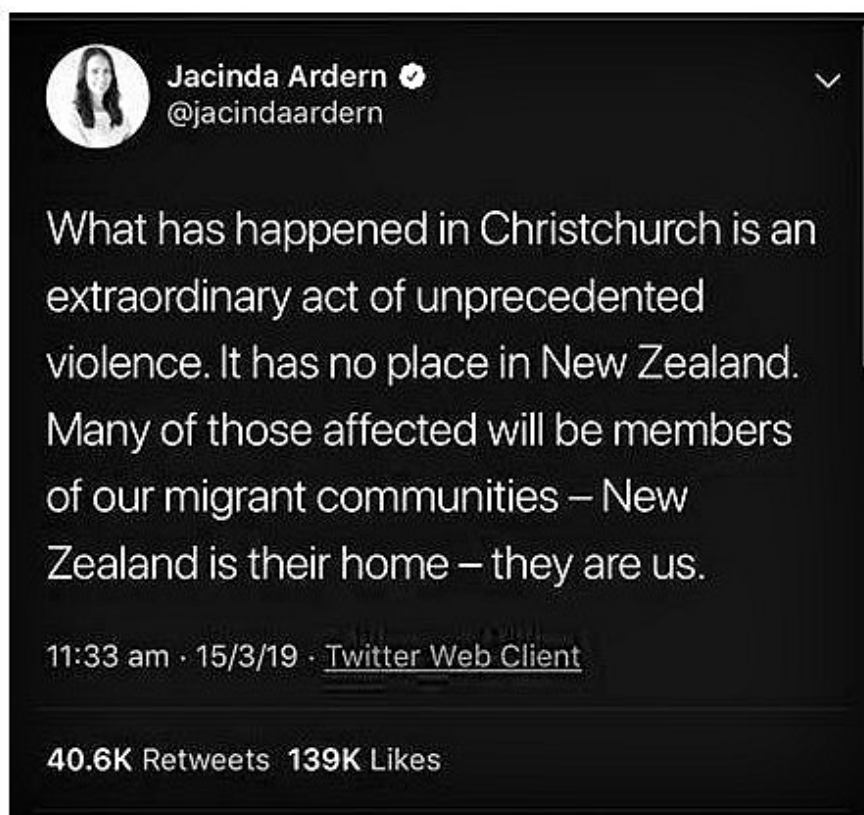 Jacinda Ardern
@jacindaardern
What has happened in Christchurch is an
extraordinary act of unprecedented
violence. It has no place in New Zealand.
Many of those affected will be members
of our migrant communities – New
Zealand is their home – they are us.
11:33 am · 15/3/19 · Twitter Web Client
40.6K Retweets 139K Likes